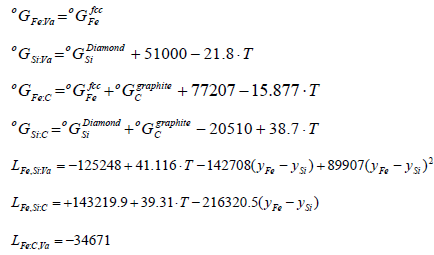 °G_{Fe:Va}=°G_{Fe}^{fcc}
°G_{Si:Va}=°G_{Si}^{Diamond} + 51000 − 21.8 · T
°G_{Fe:C}=°G_{Fe}^{fcc} + °G_{C}^{graphite} + 77207 − 15.877 · T
°G_{Si:C}=°G_{Si}^{Diamond} + °G_{C}^{graphite} − 20510 + 38.7 · T
L_{Fe,Si:Va} = −125248 + 41.116 · T − 142708(y_{Fe} − y_{Si}) + 89907(y_{Fe} − y_{Si})^{2}
L_{Fe,Si:C} = +143219.9 + 39.31 · T − 216320.5(y_{Fe} − y_{Si})
L_{Fe:C,Va} = −34671